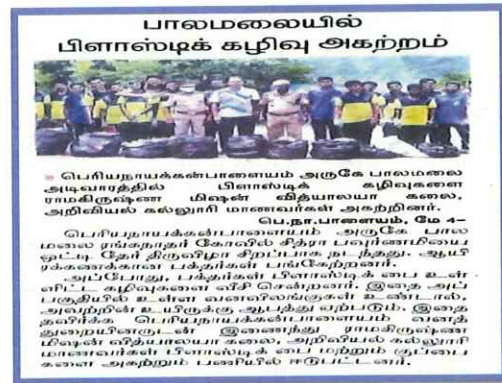 பாலமலையில்
பிளாஸ்டிக் கழிவு அகற்றம்
பெரியநாயக்கன்பாளையம் அருகே பாலமலை
அடிவாரத்தில் பிளாஸ்டிக் கழிவுகளை
ராமகிருஷ்ண மிஷன் வித்யாலயா கலை,
அறிவியல் கல்லூரி மாணவர்கள் அகற்றினர்.
பெ.நா.பாளையம், மே 4–
பெரியநாயக்கன்பாளையம் அருகே பால
மலை ரங்கநாதர் கோவில் சித்ரா பவுர்ணமியை
ஒட்டி தேர் திருவிழா சிறப்பாக நடந்தது. ஆயி
ரக்கணக்கான பக்தர்கள் பங்கேற்றனர்.
அப்போது, பக்தர்கள் பிளாஸ்டிக் பை உள்
ளிட்ட கழிவுகளை வீசி சென்றனர். இதை அப்
பகுதியில் உள்ள வனவிலங்குகள் உண்டால்,
அவற்றின் உயிருக்கு ஆபத்து ஏற்படும். இதை
தவிர்க்க பெரியநாயக்கன்பாளையம் வனத்
துறையினருடன் இணைந்து ராமகிருஷ்ண
மிஷன் வித்யாலயா கலை, அறிவியல் கல்லூரி
மாணவர்கள் பிளாஸ்டிக் பை மற்றும் குப்பை
களை அகற்றும் பணியில் ஈடுபட்டனர்.